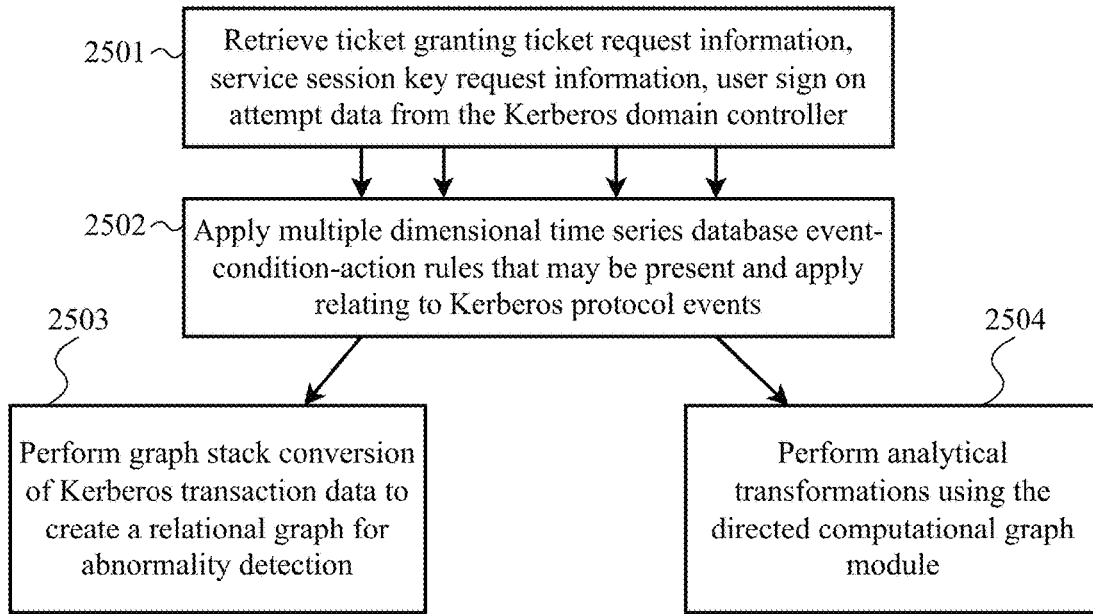 2501
Retrieve ticket granting ticket request information,
service session key request information, user sign on
attempt data from the Kerberos domain controller
2502
Apply multiple dimensional time series database event-
condition-action rules that may be present and apply
relating to Kerberos protocol events
2503
2504
Perform graph stack conversion
of Kerberos transaction data to
create a relational graph for
abnormality detection
Perform analytical
transformations using the
directed computational graph
module